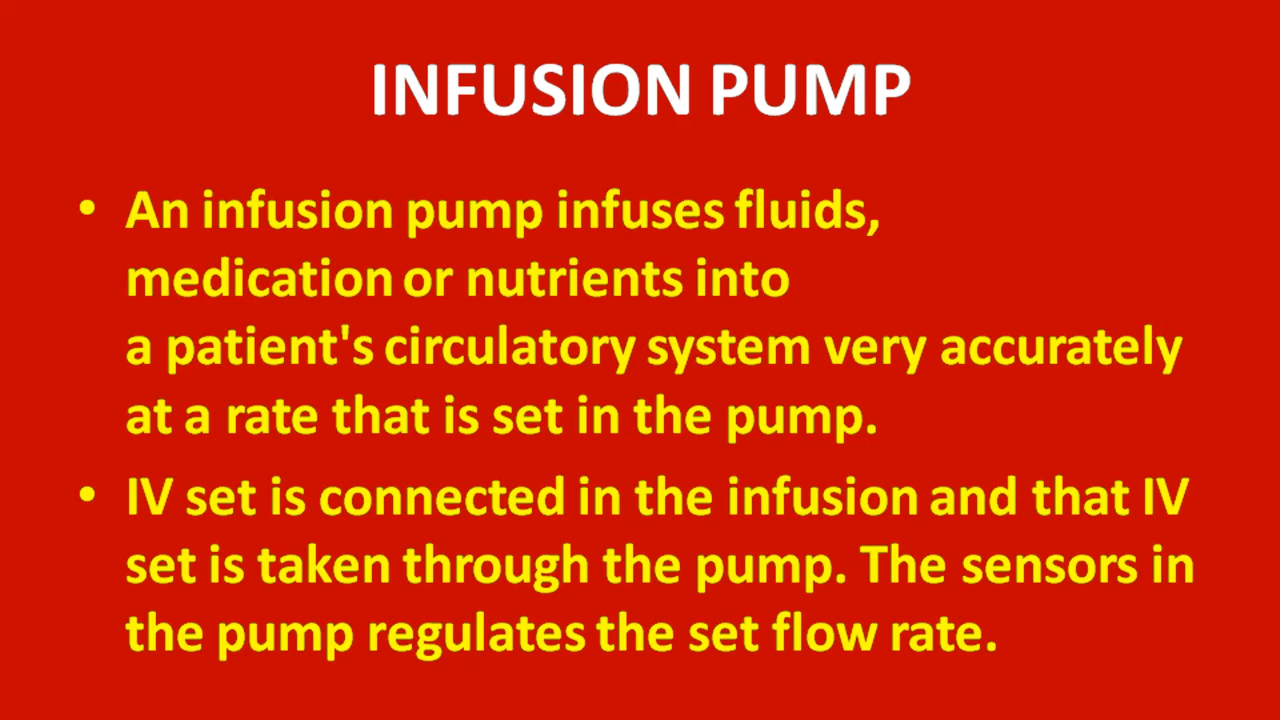 INFUSION PUMP
• An infusion pump infuses fluids,
medication or nutrients into
a patient's circulatory system very accurately
at a rate that is set in the pump.
• IV set is connected in the infusion and that IV
set is taken through the pump. The sensors in
the pump regulates the set flow rate.